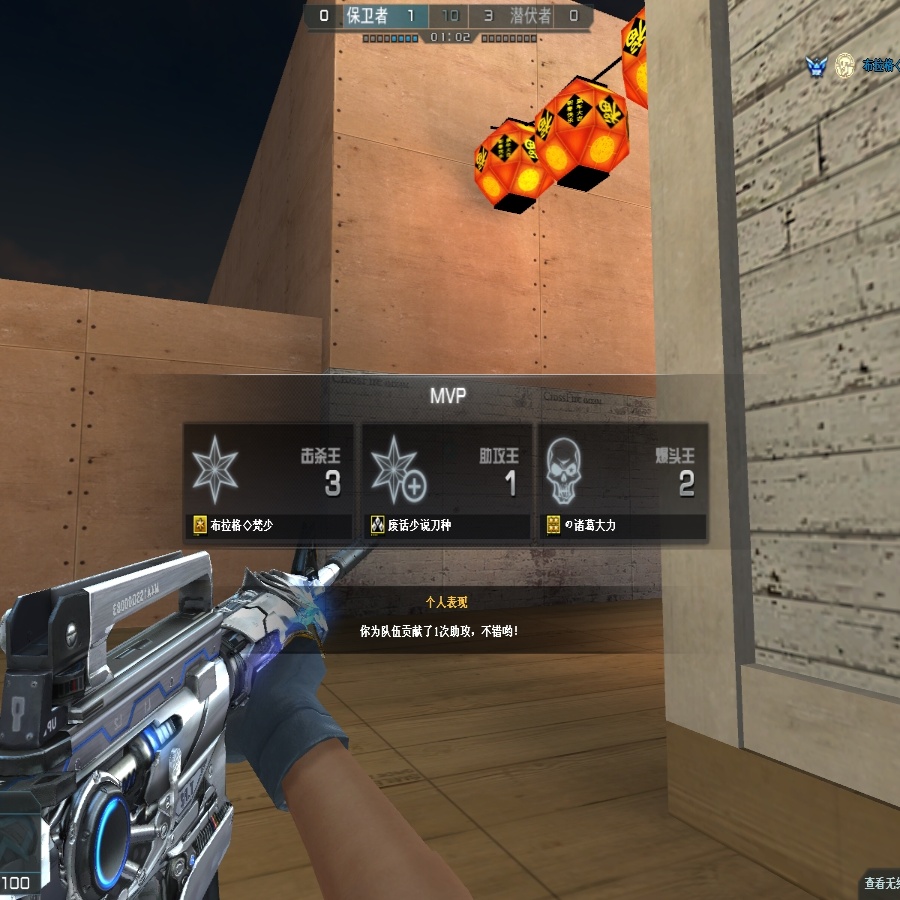 0 保卫者 1 10 3 潜伏者 0
01:02
布拉格◇
MVP
击杀王
3
助攻王
1
爆头王
2
布拉格◇梵少
废话少说刀种
の诸葛大力
个人表现
你为队伍贡献了1次助攻，不错哟！
100
查看无